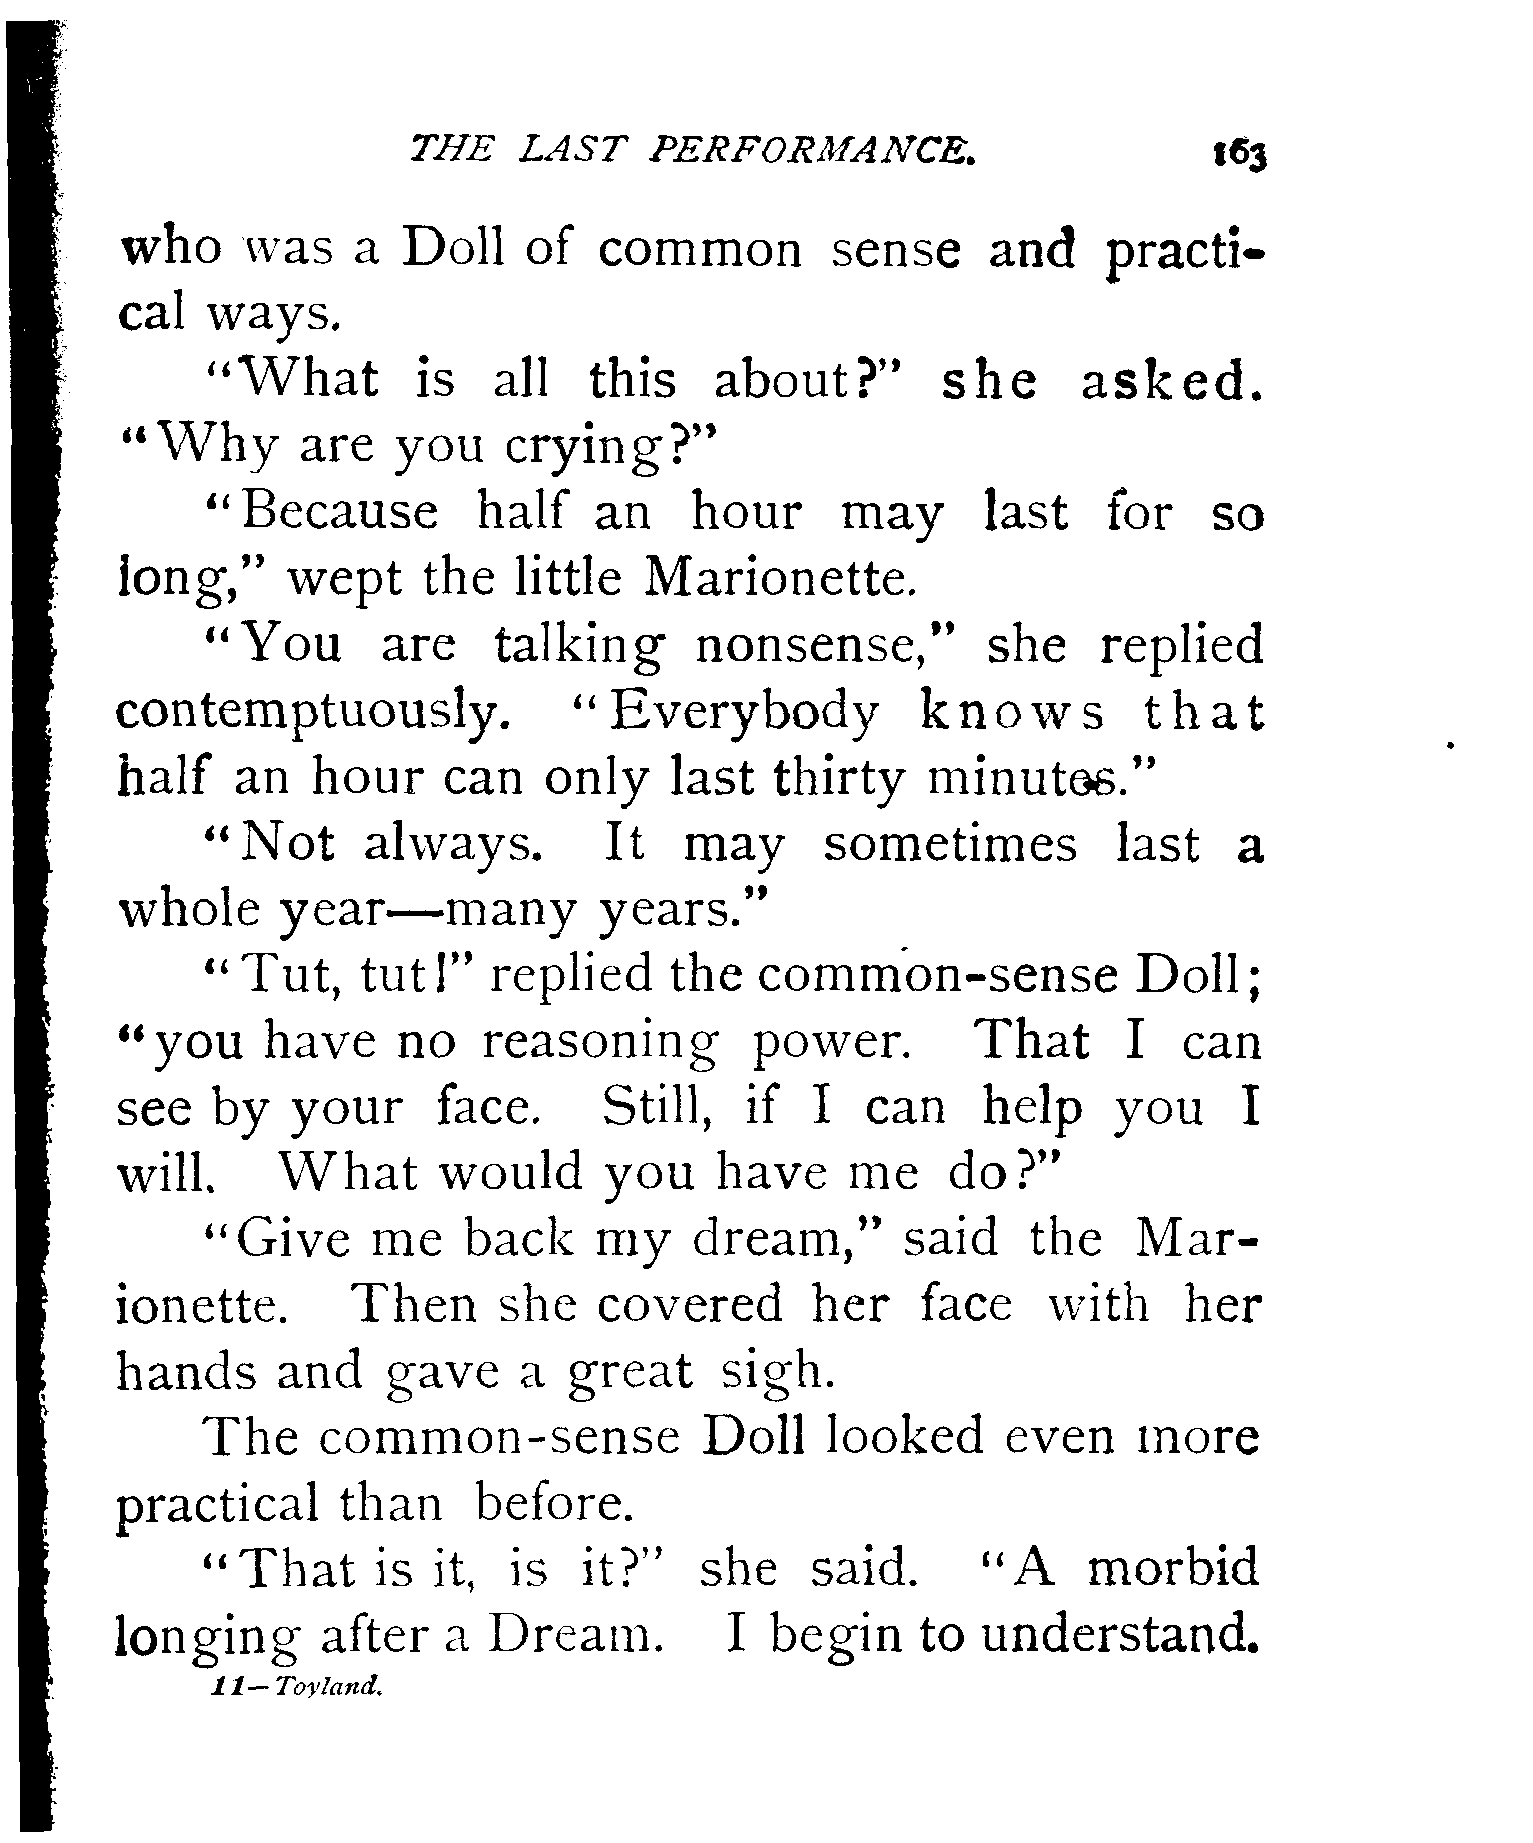 THE LAST PERFORMANCE. 163
who was a Doll of common sense and practi-
cal ways.
"What is all this about?" she asked.
"Why are you crying?"
"Because half an hour may last for so
long," wept the little Marionette.
"You are talking nonsense," she replied
contemptuously. "Everybody knows that
half an hour can only last thirty minutes."
"Not always. It may sometimes last a
whole year—many years."
"Tut, tut!" replied the common-sense Doll;
"you have no reasoning power. That I can
see by your face. Still, if I can help you I
will. What would you have me do?"
"Give me back my dream," said the Mar-
ionette. Then she covered her face with her
hands and gave a great sigh.
The common-sense Doll looked even more
practical than before.
"That is it, is it?" she said. "A morbid
longing after a Dream. I begin to understand.
11—Toyland.